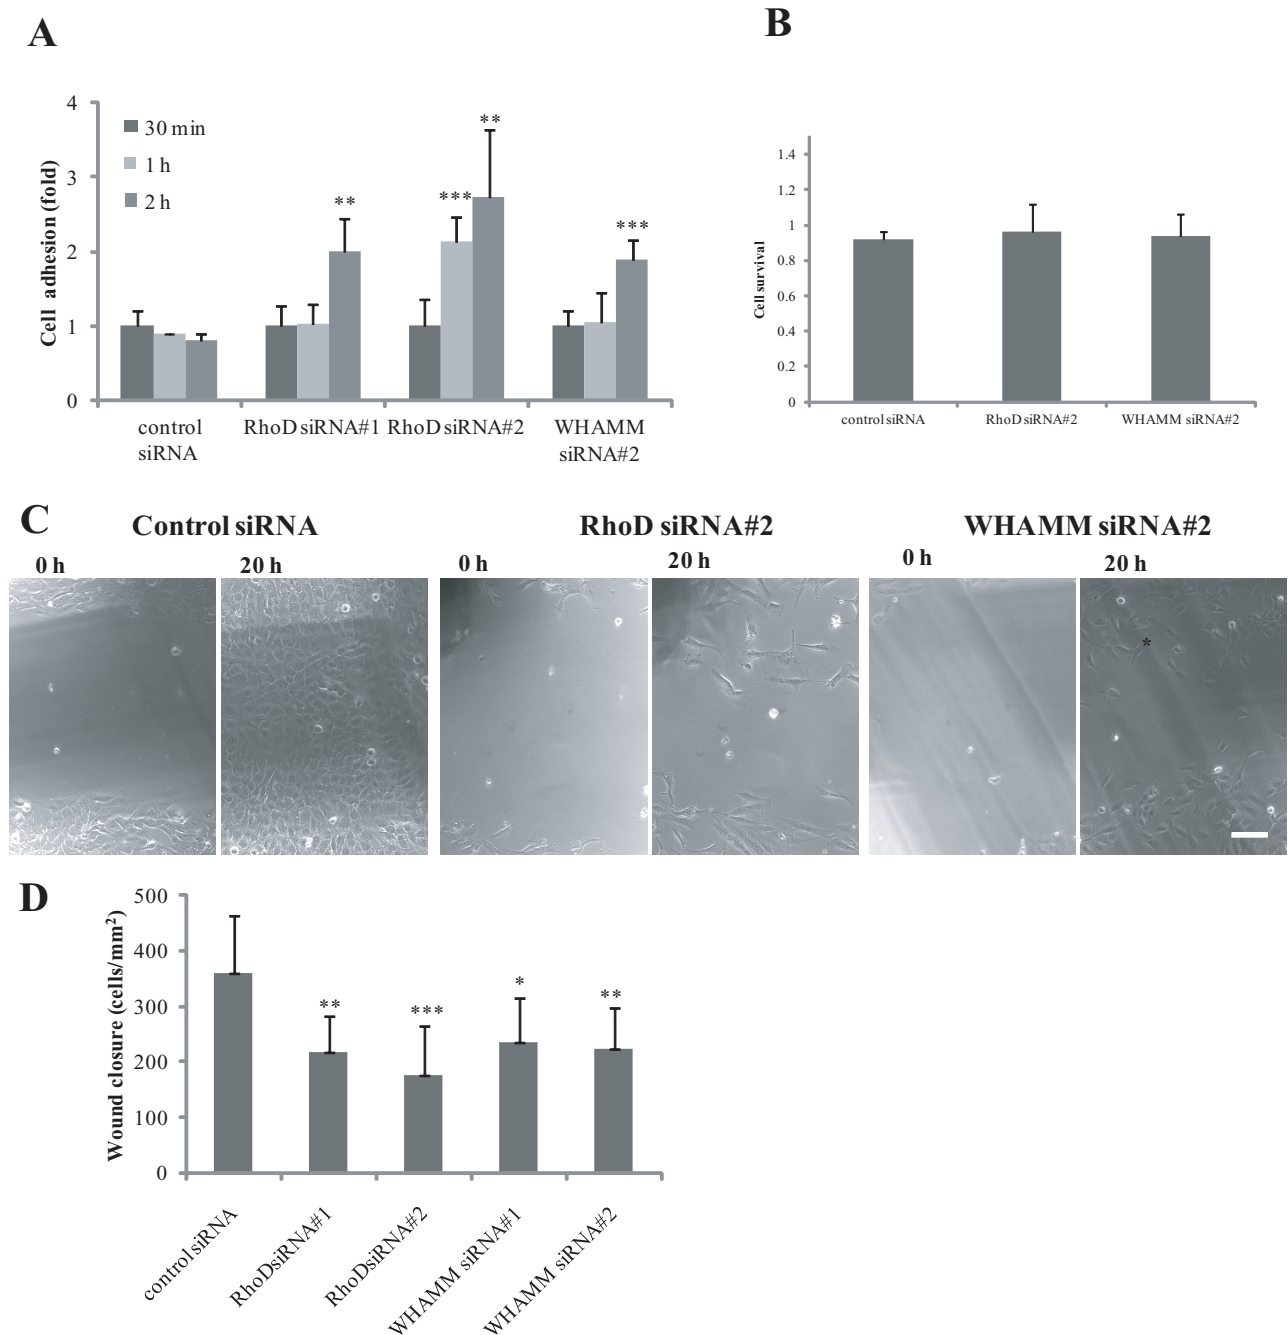 A
B
4
3
2
1
0
Cell adhesion (fold)
30 min
1 h
2 h
**
***
**
***
control siRNA
RhoD siRNA#1
RhoD siRNA#2
WHAMM siRNA#2
1.4
1.2
1
0.8
0.6
0.4
0.2
0
Cell survival
control siRNA
RhoD siRNA#2
WHAMM siRNA#2
C
Control siRNA
RhoD siRNA#2
WHAMM siRNA#2
0 h
20 h
0 h
20 h
0 h
20 h
*
D
500
400
300
200
100
0
Wound closure (cells/mm²)
**
***
*
**
control siRNA
RhoDsiRNA#1
RhoDsiRNA#2
WHAMM siRNA#1
WHAMM siRNA#2